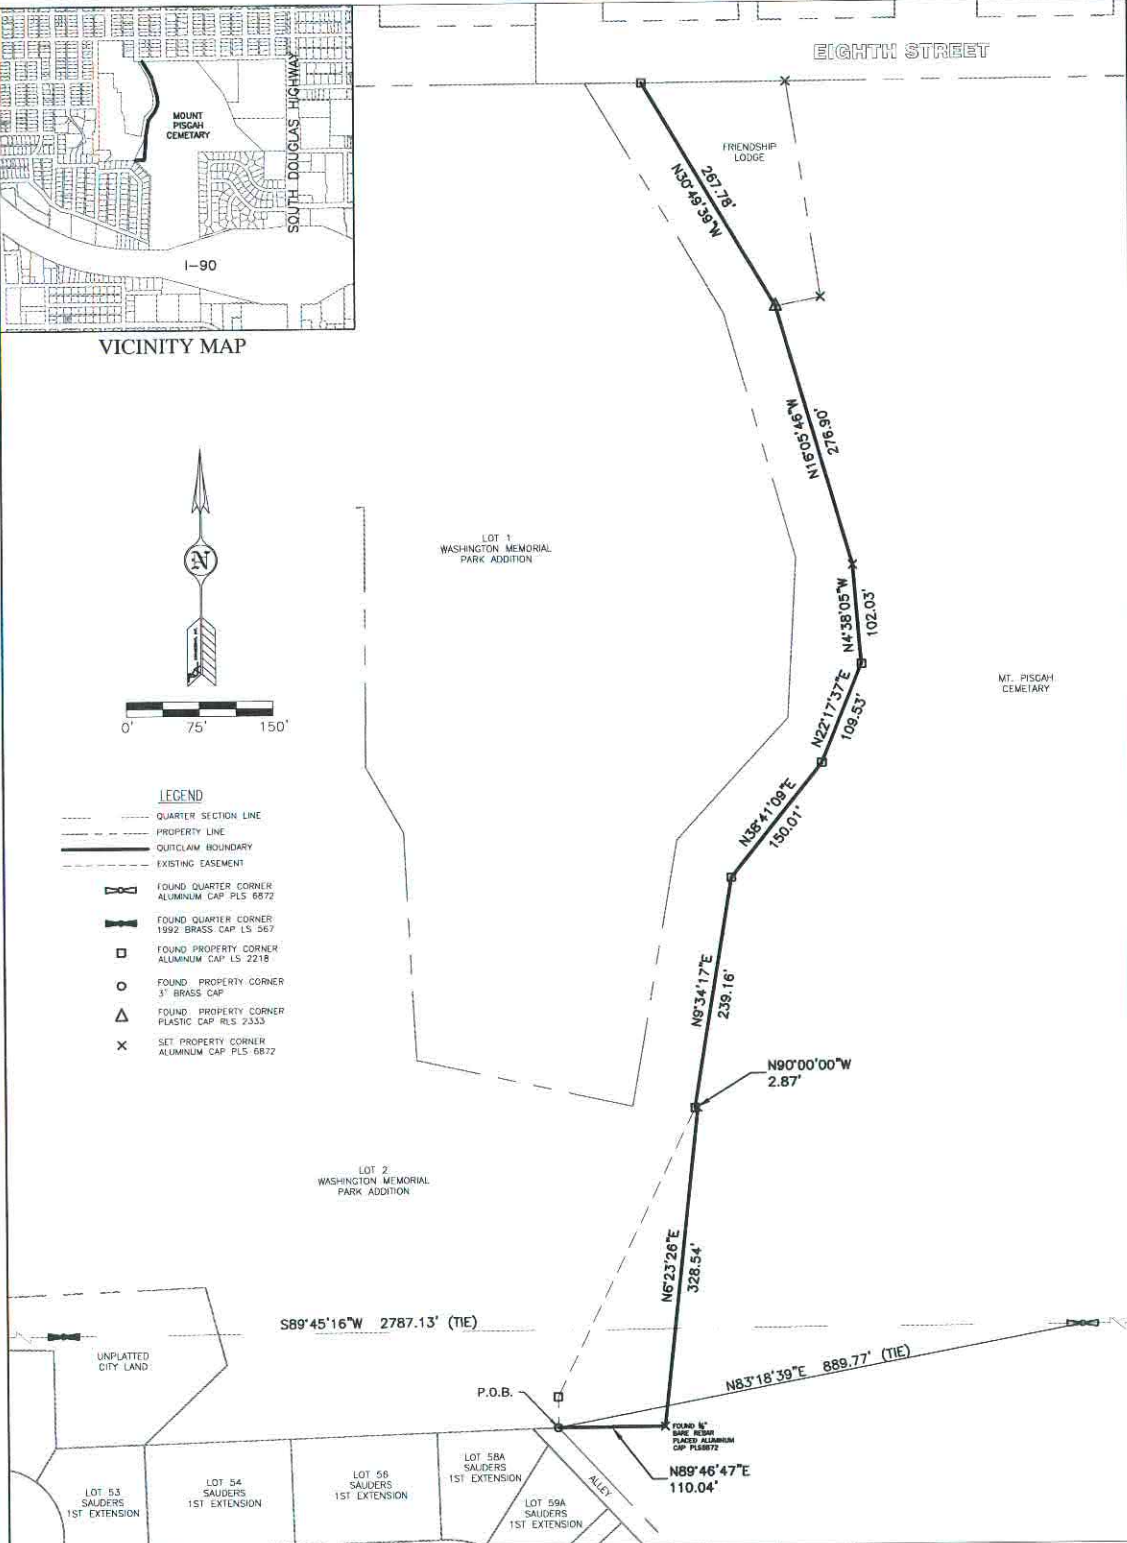 EIGHTH STREET
MOUNT
PISGAH
CEMETARY
SOUTH DOUGLAS HIGHWAY
I-90
VICINITY MAP
FRIENDSHIP
LODGE
267.78'
N30°49'39"W
N16°05'46"W
276.90'
LOT 1
WASHINGTON MEMORIAL
PARK ADDITION
N
N4°38'05"W
102.03'
MT. PISGAH
CEMETARY
0' 75' 150'
N22°17'37"E
109.53'
N38°41'09"E
150.01'
LEGEND
QUARTER SECTION LINE
PROPERTY LINE
QUITCLAIM BOUNDARY
EXISTING EASEMENT
FOUND QUARTER CORNER
ALUMINUM CAP PLS 6872
FOUND QUARTER CORNER
1992 BRASS CAP LS 567
FOUND PROPERTY CORNER
ALUMINUM CAP LS 2218
FOUND PROPERTY CORNER
3" BRASS CAP
FOUND PROPERTY CORNER
PLASTIC CAP RLS 2333
SET PROPERTY CORNER
ALUMINUM CAP PLS 6872
N9°34'17"E
239.16'
N90°00'00"W
2.87'
LOT 2
WASHINGTON MEMORIAL
PARK ADDITION
N6°23'26"E
328.54'
S89°45'16"W 2787.13' (TIE)
UNPLATTED
CITY LAND
N83°18'39"E 889.77' (TIE)
P.O.B.
FOUND
BARE REBAR
PLACED ALUMINUM
CAP PLS6872
N89°46'47"E
110.04'
ALLEY
LOT 53
SAUDERS
1ST EXTENSION
LOT 54
SAUDERS
1ST EXTENSION
LOT 56
SAUDERS
1ST EXTENSION
LOT 58A
SAUDERS
1ST EXTENSION
LOT 59A
SAUDERS
1ST EXTENSION